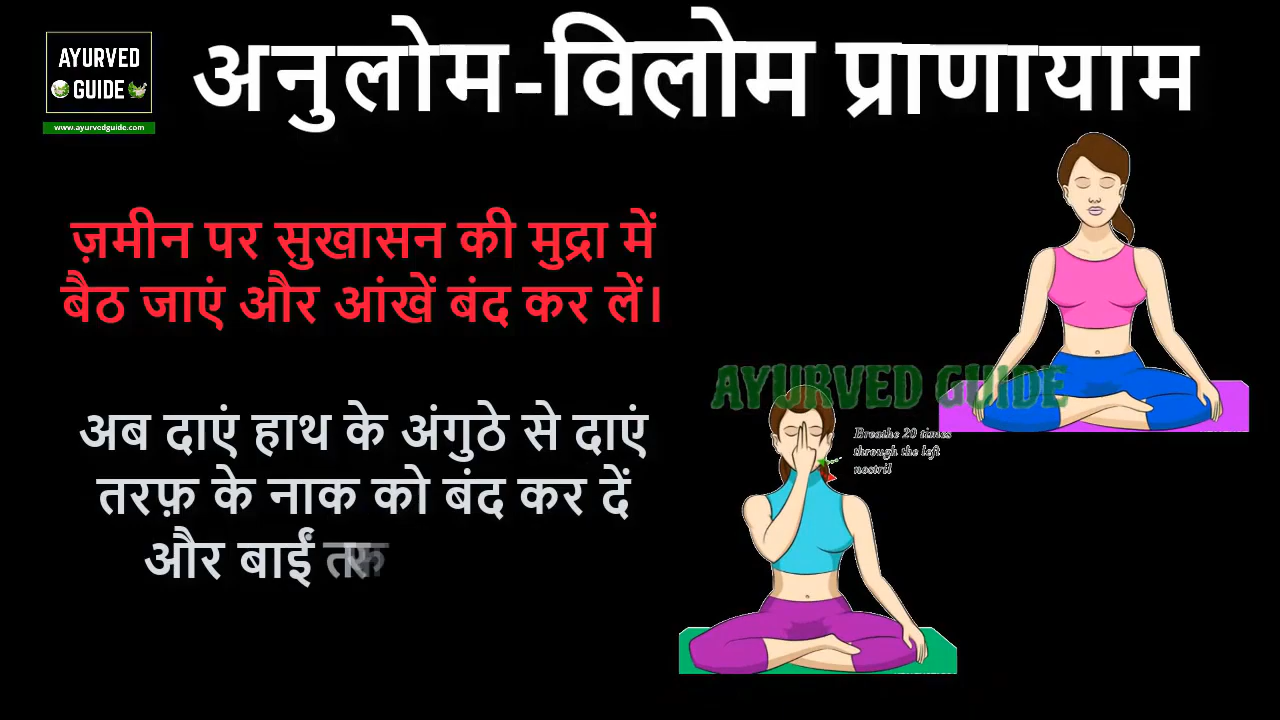 AYURVED
GUIDE
www.ayurvedguide.com
अनुलोम-विलोम प्राणायाम
ज़मीन पर सुखासन की मुद्रा में
बैठ जाएं और आंखें बंद कर लें।
AYURVED GUIDE
Breathe 20 times
through the left
nostril
अब दाएं हाथ के अंगुठे से दाएं
तरफ़ के नाक को बंद कर दें
और बाईं